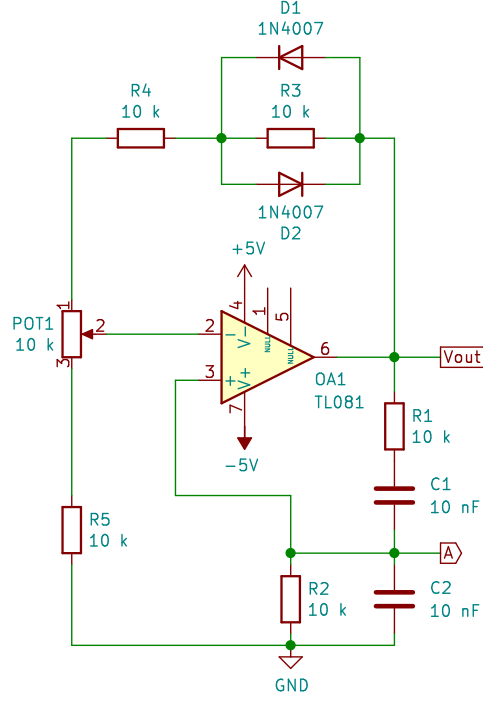 D1
1N4007
R4
10 k
R3
10 k
1N4007
D2
+5V
POT1
10 k
1
2
3
4
1
5
2
3
6
7
V-
V+
-
+
NULL
NULL
OA1
TL081
Vout
-5V
R1
10 k
C1
10 nF
R5
10 k
A
R2
10 k
C2
10 nF
GND